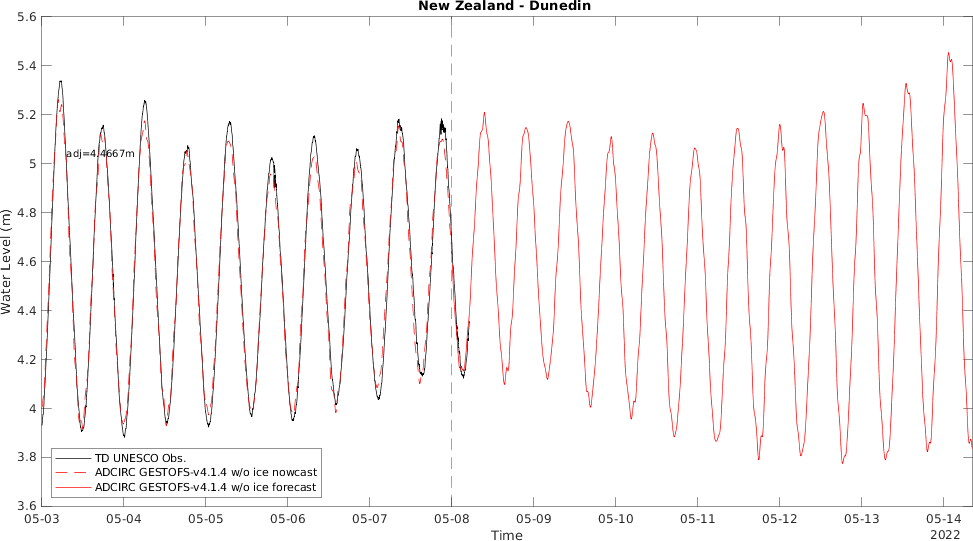 New Zealand - Dunedin
5.6
5.4
5.2
5
4.8
4.6
4.4
4.2
4
3.8
3.6
Water Level (m)
adj=4.4667m
TD UNESCO Obs.
ADCIRC GESTOFS-v4.1.4 w/o ice nowcast
ADCIRC GESTOFS-v4.1.4 w/o ice forecast
05-03 05-04 05-05 05-06 05-07 05-08 05-09 05-10 05-11 05-12 05-13 05-14
Time
2022